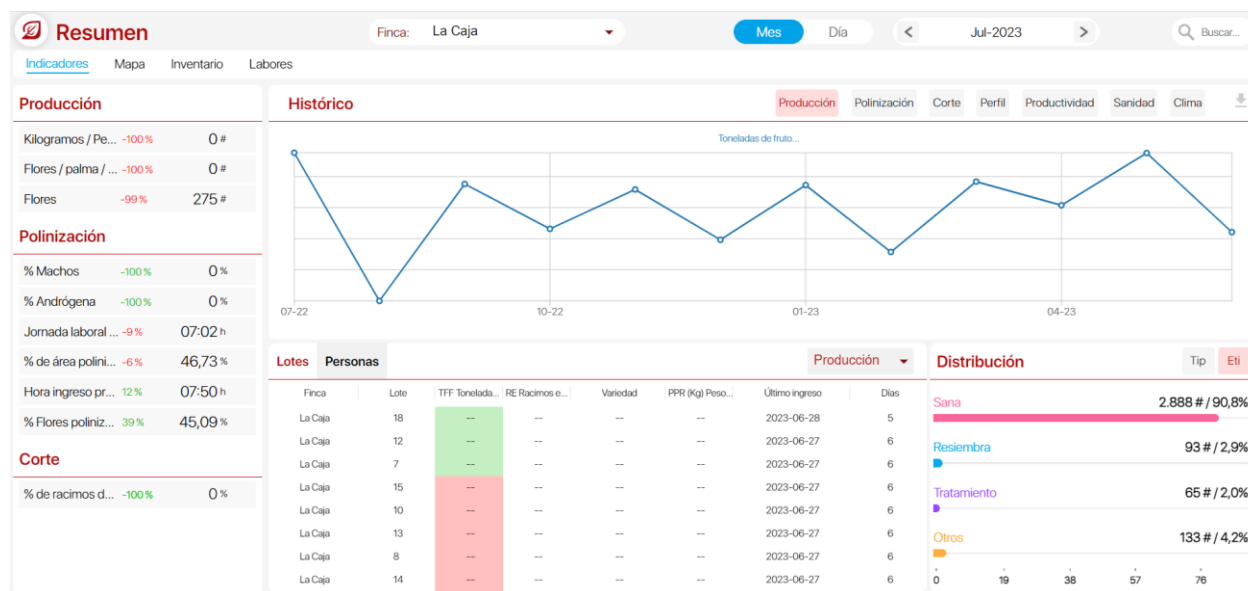 Resumen
Finca: La Caja
Mes Día
Jul-2023
Buscar...
Indicadores Mapa Inventario Labores
Producción
Kilogramos / Pe... -100% 0 #
Flores / palma / ... -100% 0 #
Flores -99% 275 #
Polinización
% Machos -100% 0 %
% Andrógena -100% 0 %
Jornada laboral ... -9% 07:02 h
% de área polini... -6% 46,73 %
Hora ingreso pr... 12% 07:50 h
% Flores poliniz... 39% 45,09 %
Corte
% de racimos d... -100% 0 %
Histórico
Producción Polinización Corte Perfil Productividad Sanidad Clima
Toneladas de fruto...
07-22 10-22 01-23 04-23
Lotes Personas
Producción
Finca Lote TFF Tonelada... RE Racimos e... Variedad PPR (Kg) Peso... Último ingreso Días
La Caja 18 -- -- -- -- 2023-06-28 5
La Caja 12 -- -- -- -- 2023-06-27 6
La Caja 7 -- -- -- -- 2023-06-27 6
La Caja 15 -- -- -- -- 2023-06-27 6
La Caja 10 -- -- -- -- 2023-06-27 6
La Caja 13 -- -- -- -- 2023-06-27 6
La Caja 8 -- -- -- -- 2023-06-27 6
La Caja 14 -- -- -- -- 2023-06-27 6
Distribución
Tip Eti
Sana 2.888 # / 90,8%
Resiembra 93 # / 2,9%
Tratamiento 65 # / 2,0%
Otros 133 # / 4,2%
0 19 38 57 76